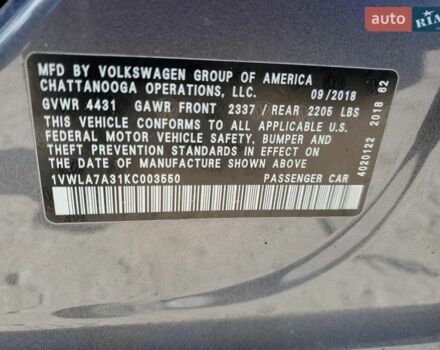 auto RIA
MFD BY VOLKSWAGEN GROUP OF AMERICA
CHATTANOOGA OPERATIONS, LLC. 09/2018
GVWR 4431 GAWR FRONT 2337/REAR 2205 LBS
THIS VEHICLE CONFORMS TO ALL APPLICABLE U.S.
FEDERAL MOTOR VEHICLE SAFETY, BUMPER AND
THEFT PREVENTION STANDARDS IN EFFECT ON THE
DATE OF MANUFACTURE SHOWN ABOVE.
1VWLA7A31KC003550 PASSENGER CAR
4020122 2018 62